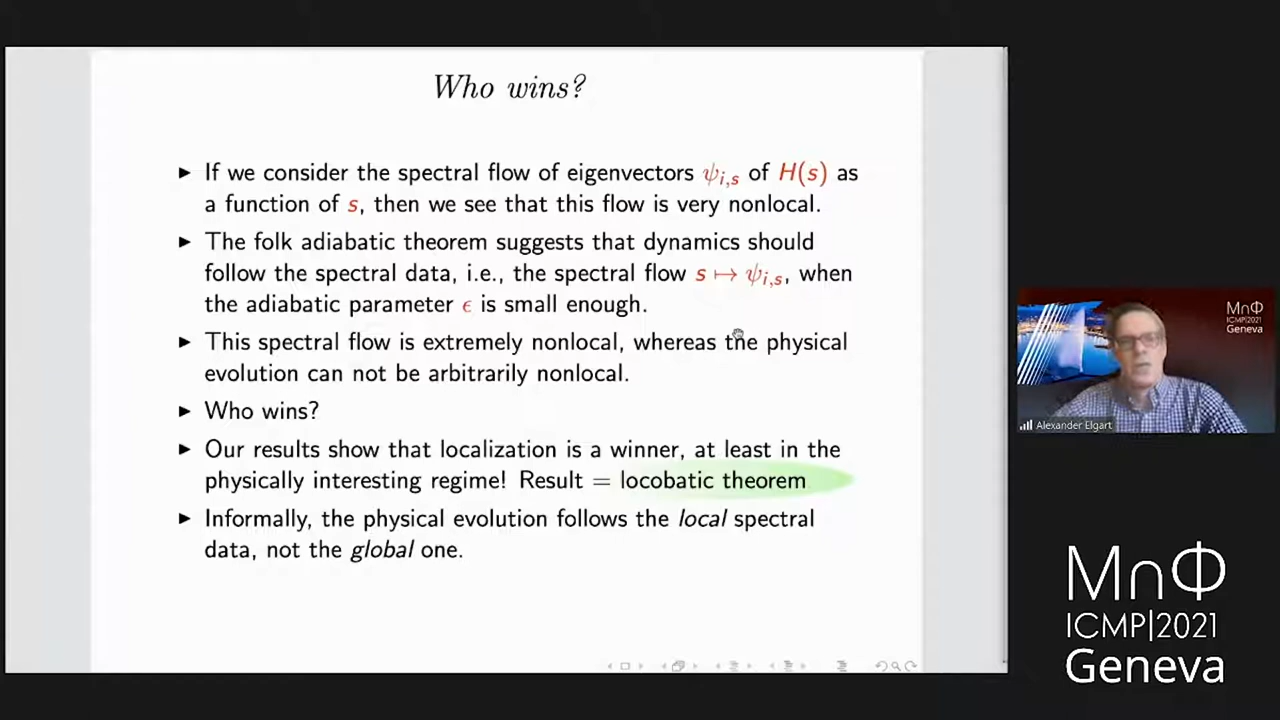 Who wins?
▶ If we consider the spectral flow of eigenvectors ψi,s of H(s) as
a function of s, then we see that this flow is very nonlocal.
▶ The folk adiabatic theorem suggests that dynamics should
follow the spectral data, i.e., the spectral flow s ↦ ψi,s, when
the adiabatic parameter ϵ is small enough.
▶ This spectral flow is extremely nonlocal, whereas the physical
evolution can not be arbitrarily nonlocal.
▶ Who wins?
▶ Our results show that localization is a winner, at least in the
physically interesting regime! Result = locobatic theorem
▶ Informally, the physical evolution follows the local spectral
data, not the global one.
M∩Φ
ICMP|2021
Geneva
Alexander Elgart
M∩Φ
ICMP|2021
Geneva